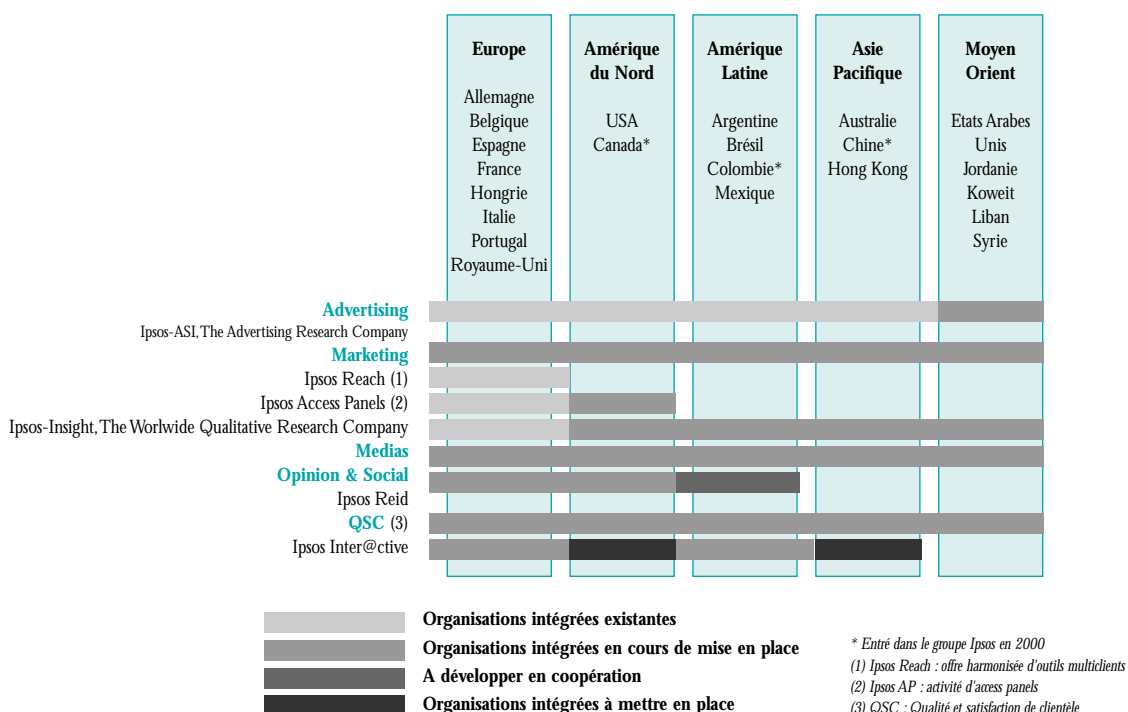 Europe
Allemagne
Belgique
Espagne
France
Hongrie
Italie
Portugal
Royaume-Uni
Amérique
du Nord
USA
Canada*
Amérique
Latine
Argentine
Brésil
Colombie*
Mexique
Asie
Pacifique
Australie
Chine*
Hong Kong
Moyen
Orient
Etats Arabes
Unis
Jordanie
Koweit
Liban
Syrie
Advertising
Ipsos-ASI, The Advertising Research Company
Marketing
Ipsos Reach (1)
Ipsos Access Panels (2)
Ipsos-Insight, The Worlwide Qualitative Research Company
Medias
Opinion & Social
Ipsos Reid
QSC (3)
Ipsos Inter@ctive
Organisations intégrées existantes
Organisations intégrées en cours de mise en place
A développer en coopération
Organisations intégrées à mettre en place
* Entré dans le groupe Ipsos en 2000
(1) Ipsos Reach : offre harmonisée d'outils multiclients
(2) Ipsos AP : activité d'access panels
(3) QSC : Qualité et satisfaction de clientèle